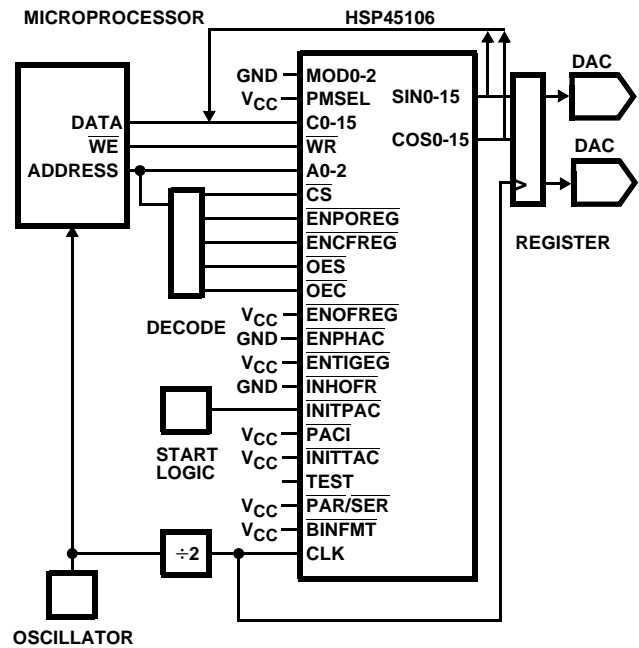 MICROPROCESSOR
HSP45106
DATA
WE
ADDRESS
DECODE
START
LOGIC
÷2
OSCILLATOR
GND MOD0-2
VCC PMSEL
C0-15
WR
A0-2
CS
ENPOREG
ENCFREG
OES
OEC
VCC ENOFREG
GND ENPHAC
VCC ENTIGEG
GND INHOFR
INITPAC
VCC PACI
VCC INITTAC
TEST
VCC PAR/SER
VCC BINFMT
CLK
SIN0-15
COS0-15
DAC
DAC
REGISTER